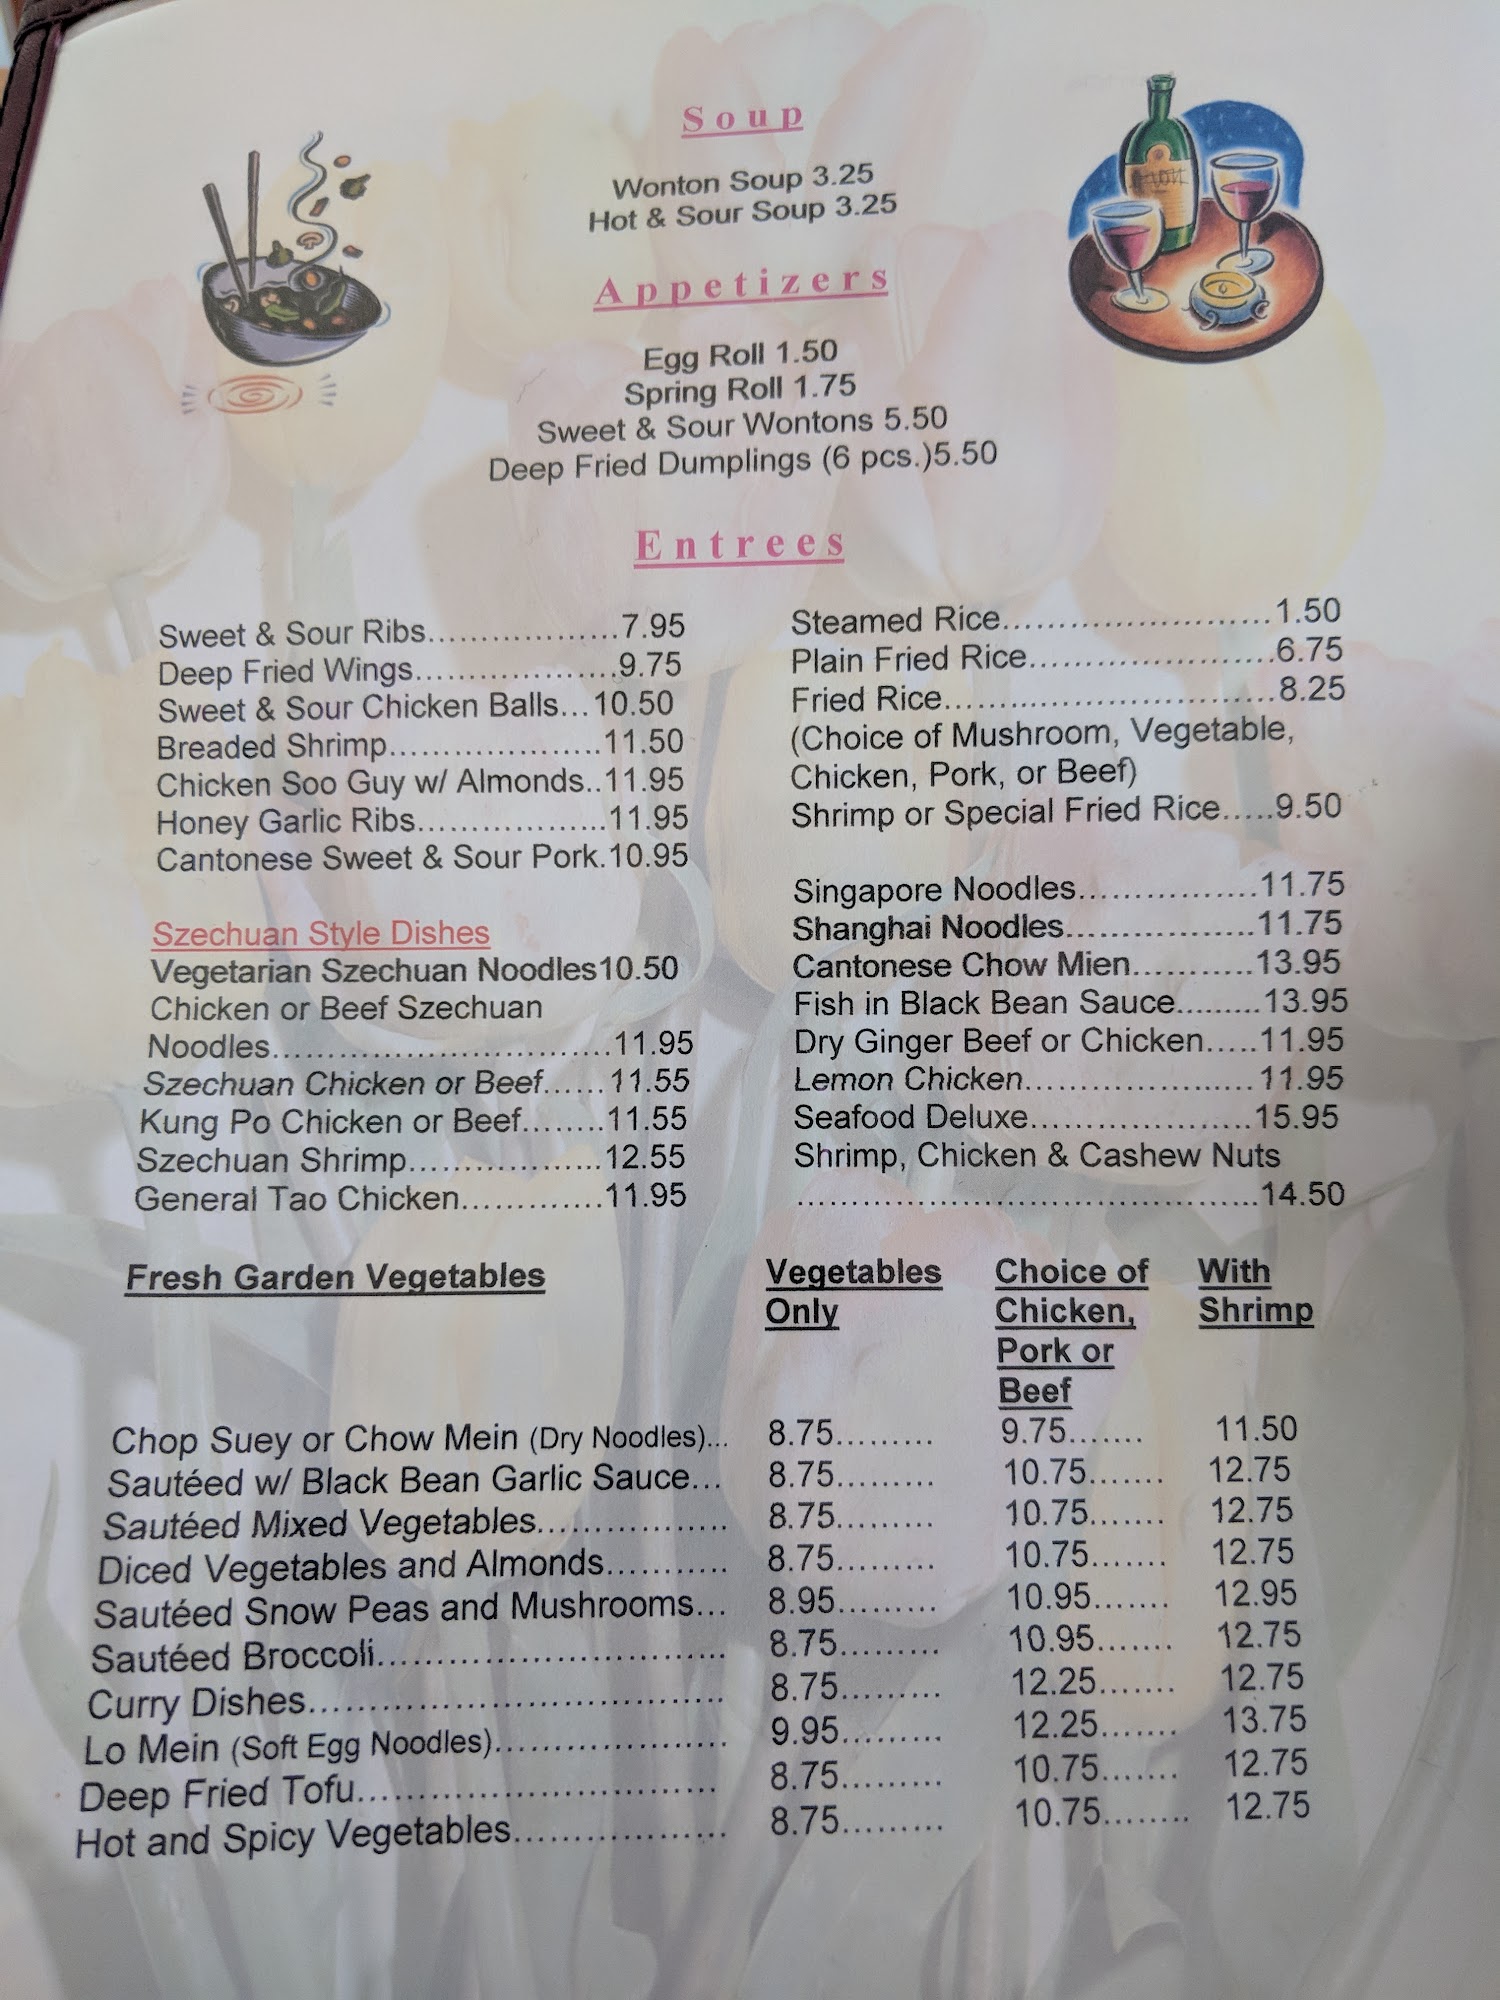 Soup
Wonton Soup 3.25
Hot & Sour Soup 3.25
Appetizers
Egg Roll 1.50
Spring Roll 1.75
Sweet & Sour Wontons 5.50
Deep Fried Dumplings (6 pcs.)5.50
Entrees
Sweet & Sour Ribs..................7.95
Deep Fried Wings...................9.75
Sweet & Sour Chicken Balls...10.50
Breaded Shrimp....................11.50
Chicken Soo Guy w/ Almonds..11.95
Honey Garlic Ribs..................11.95
Cantonese Sweet & Sour Pork.10.95
Szechuan Style Dishes
Vegetarian Szechuan Noodles10.50
Chicken or Beef Szechuan
Noodles................................11.95
Szechuan Chicken or Beef......11.55
Kung Po Chicken or Beef........11.55
Szechuan Shrimp..................12.55
General Tao Chicken.............11.95
Steamed Rice.........................1.50
Plain Fried Rice.......................6.75
Fried Rice...............................8.25
(Choice of Mushroom, Vegetable,
Chicken, Pork, or Beef)
Shrimp or Special Fried Rice.....9.50
Singapore Noodles.................11.75
Shanghai Noodles..................11.75
Cantonese Chow Mien...........13.95
Fish in Black Bean Sauce.........13.95
Dry Ginger Beef or Chicken.....11.95
Lemon Chicken......................11.95
Seafood Deluxe.....................15.95
Shrimp, Chicken & Cashew Nuts
...........................................14.50
Fresh Garden Vegetables
Vegetables
Only
Choice of
Chicken,
Pork or
Beef
With
Shrimp
Chop Suey or Chow Mein (Dry Noodles)... 8.75......... 9.75....... 11.50
Sautéed w/ Black Bean Garlic Sauce... 8.75......... 10.75....... 12.75
Sautéed Mixed Vegetables.................. 8.75......... 10.75....... 12.75
Diced Vegetables and Almonds............ 8.75......... 10.75....... 12.75
Sautéed Snow Peas and Mushrooms... 8.95......... 10.95....... 12.95
Sautéed Broccoli................................. 8.75......... 10.95....... 12.75
Curry Dishes....................................... 8.75......... 12.25....... 12.75
Lo Mein (Soft Egg Noodles)...................... 9.95......... 12.25....... 13.75
Deep Fried Tofu.................................. 8.75......... 10.75....... 12.75
Hot and Spicy Vegetables.................... 8.75......... 10.75........ 12.75